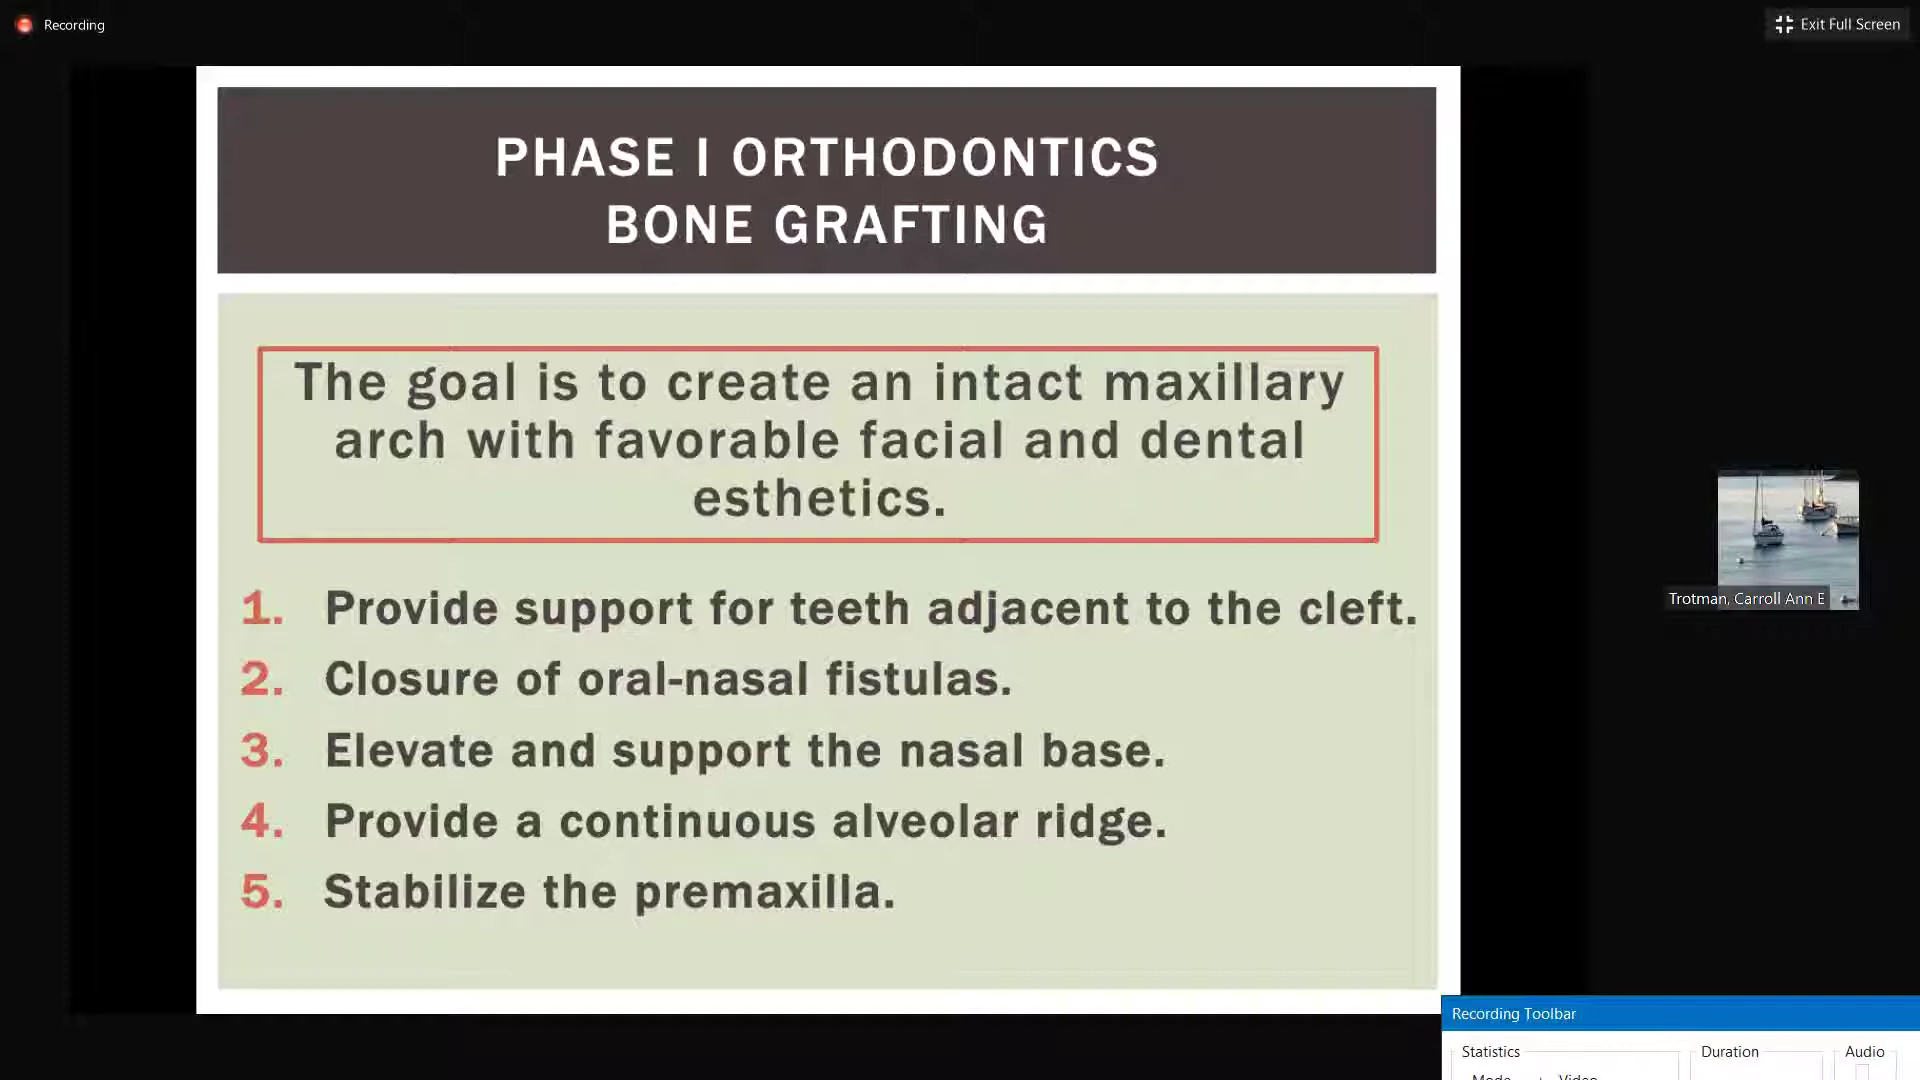 Recording
Exit Full Screen
PHASE I ORTHODONTICS
BONE GRAFTING
The goal is to create an intact maxillary
arch with favorable facial and dental
esthetics.
1. Provide support for teeth adjacent to the cleft.
2. Closure of oral-nasal fistulas.
3. Elevate and support the nasal base.
4. Provide a continuous alveolar ridge.
5. Stabilize the premaxilla.
Trotman, Carroll Ann E
Recording Toolbar
Statistics Duration Audio
Mode Video